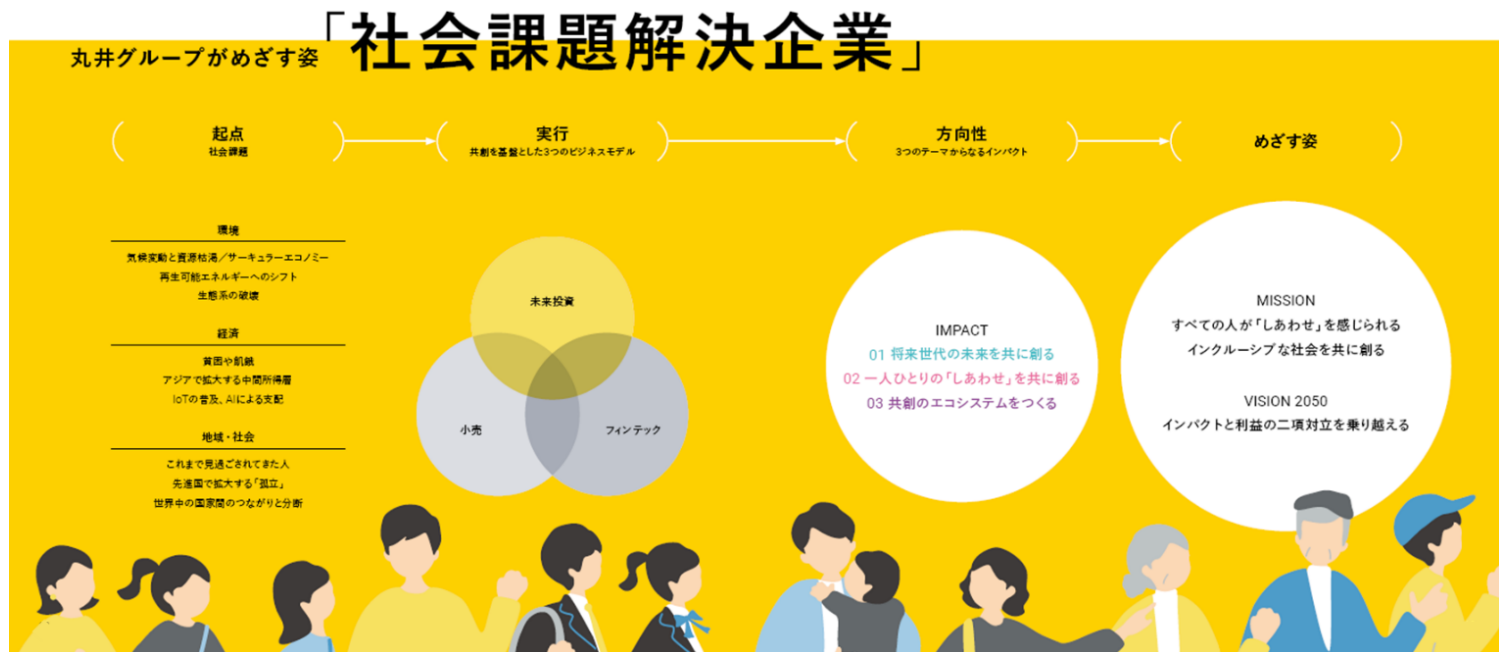 丸井グループがめざす姿「社会課題解決企業」
起点
社会課題
実行
共創を基盤とした3つのビジネスモデル
方向性
3つのテーマからなるインパクト
めざす姿
環境
気候変動と資源枯渇／サーキュラーエコノミー
再生可能エネルギーへのシフト
生態系の破壊
経済
貧困や飢餓
アジアで拡大する中間所得層
IoTの普及、AIによる支配
地域・社会
これまで見過ごされてきた人
先進国で拡大する「孤立」
世界中の国家間のつながりと分断
未来投資
小売
フィンテック
IMPACT
01 将来世代の未来を共に創る
02 一人ひとりの「しあわせ」を共に創る
03 共創のエコシステムをつくる
MISSION
すべての人が「しあわせ」を感じられる
インクルーシブな社会を共に創る
VISION 2050
インパクトと利益の二項対立を乗り越える